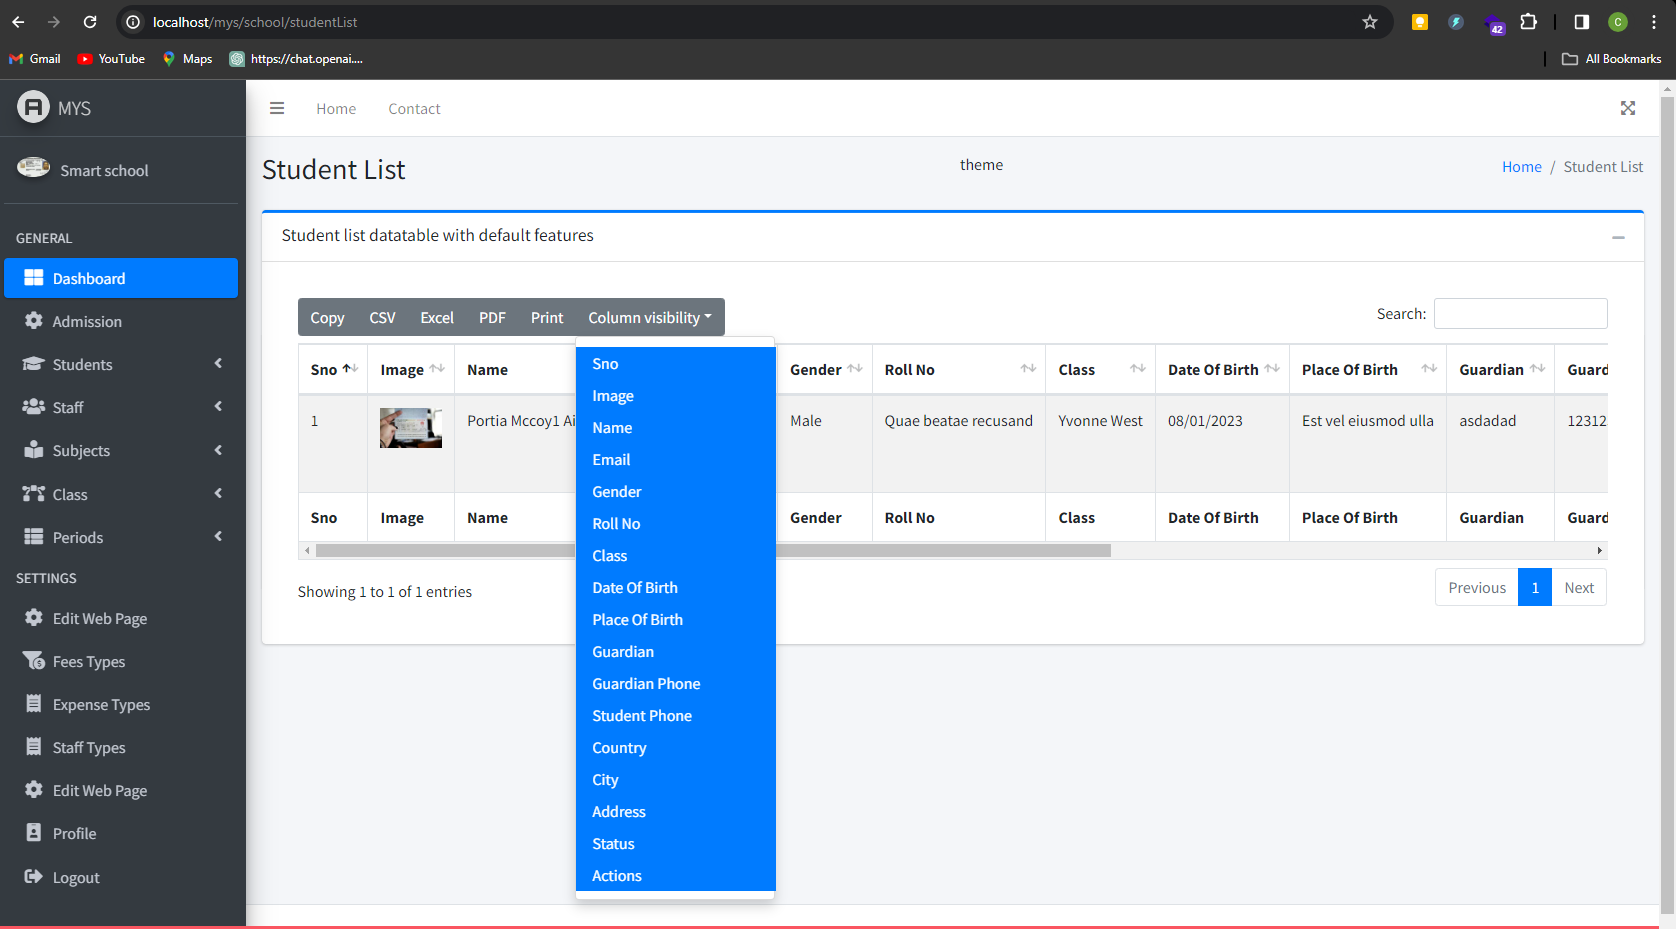 localhost/mys/school/studentList
42
C
Gmail
YouTube
Maps
https://chat.openai....
All Bookmarks
MYS
Home
Contact
Smart school
Student List
theme
Home / Student List
Student list datatable with default features
GENERAL
Dashboard
Admission
Students
Staff
Subjects
Class
Periods
SETTINGS
Edit Web Page
Fees Types
Expense Types
Staff Types
Edit Web Page
Profile
Logout
Copy CSV Excel PDF Print Column visibility
Search:
Sno Image Name Gender Roll No Class Date Of Birth Place Of Birth Guardian Guard
1 Portia Mccoy1 Ai Male Quae beatae recusand Yvonne West 08/01/2023 Est vel eiusmod ulla asdadad 12312
Sno Image Name Gender Roll No Class Date Of Birth Place Of Birth Guardian Guard
Showing 1 to 1 of 1 entries
Previous 1 Next
Sno
Image
Name
Email
Gender
Roll No
Class
Date Of Birth
Place Of Birth
Guardian
Guardian Phone
Student Phone
Country
City
Address
Status
Actions